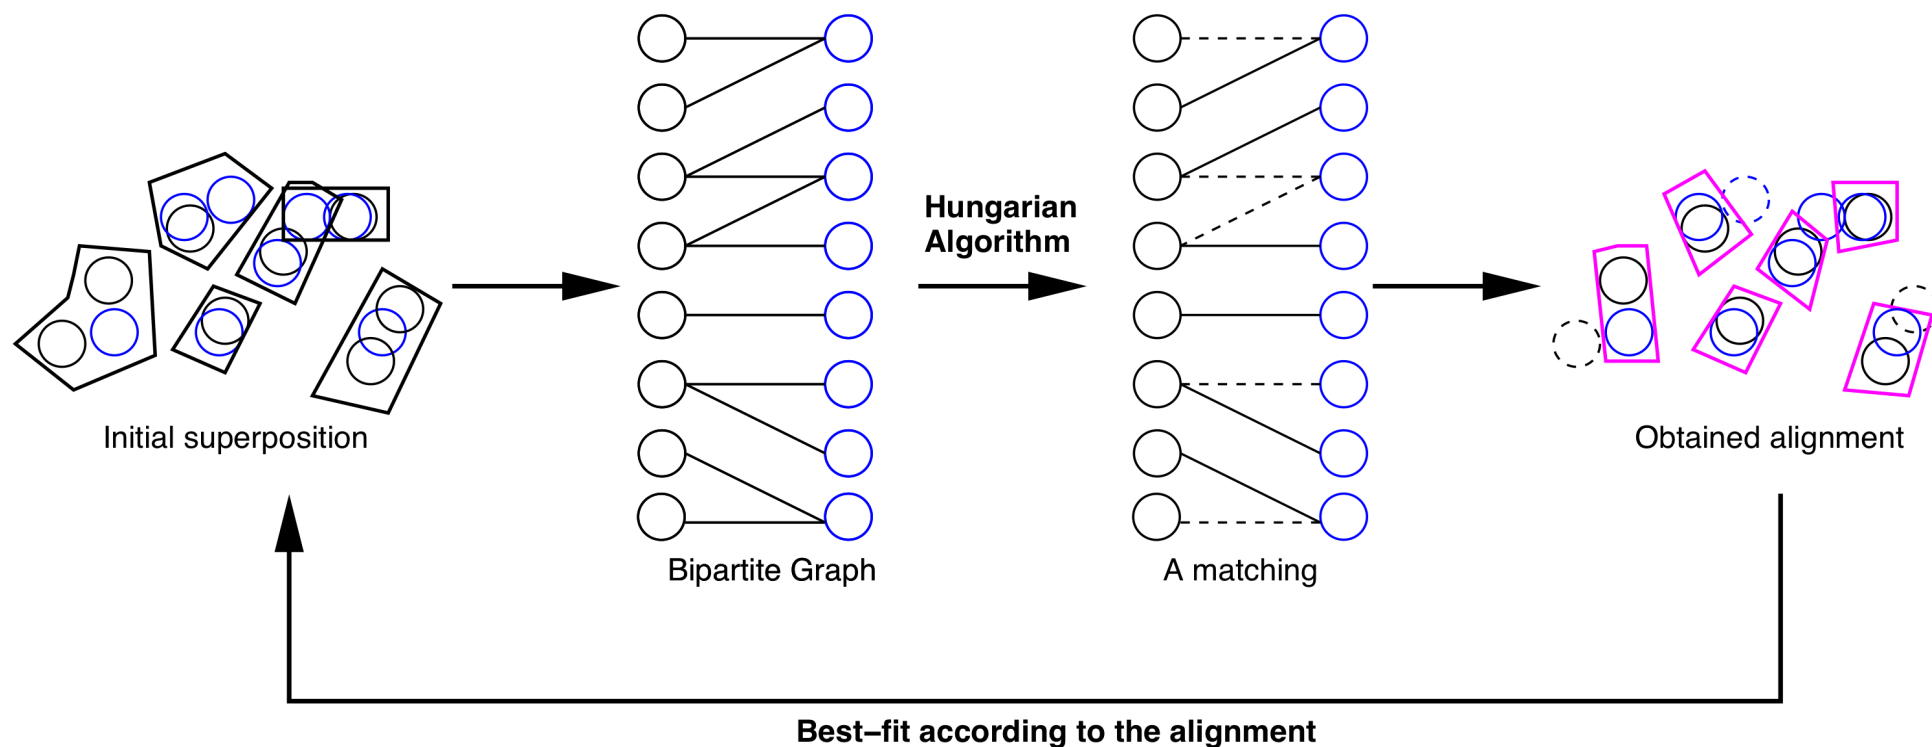 Hungarian
Algorithm
Initial superposition
Obtained alignment
Bipartite Graph
A matching
Best–fit according to the alignment